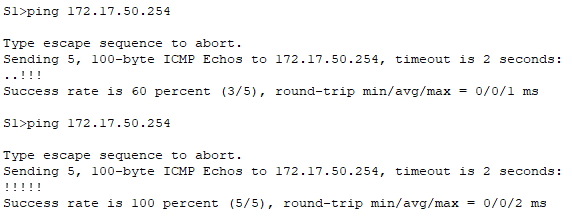 S1>ping 172.17.50.254
Type escape sequence to abort.
Sending 5, 100-byte ICMP Echos to 172.17.50.254, timeout is 2 seconds:
..!!!
Success rate is 60 percent (3/5), round-trip min/avg/max = 0/0/1 ms
S1>ping 172.17.50.254
Type escape sequence to abort.
Sending 5, 100-byte ICMP Echos to 172.17.50.254, timeout is 2 seconds:
!!!!!
Success rate is 100 percent (5/5), round-trip min/avg/max = 0/0/2 ms